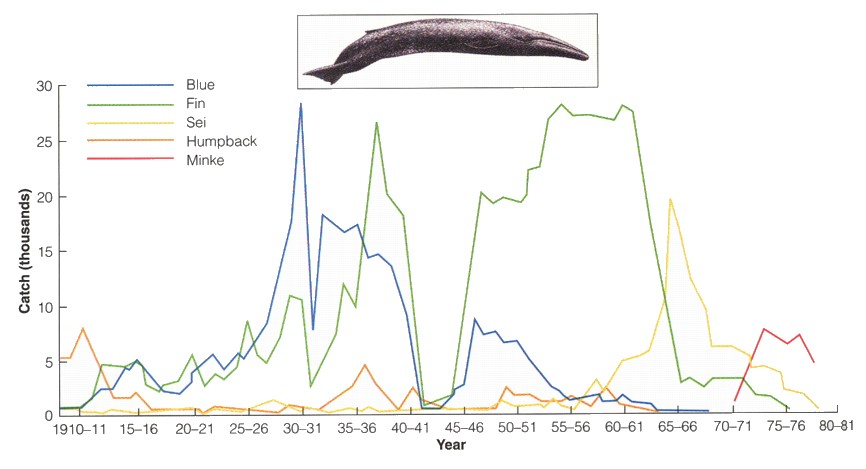 30
25
20
15
10
5
0
Catch (thousands)
Blue
Fin
Sei
Humpback
Minke
1910–11 15–16 20–21 25–26 30–31 35–36 40–41 45–46 50–51 55–56 60–61 65–66 70–71 75–76 80–81
Year